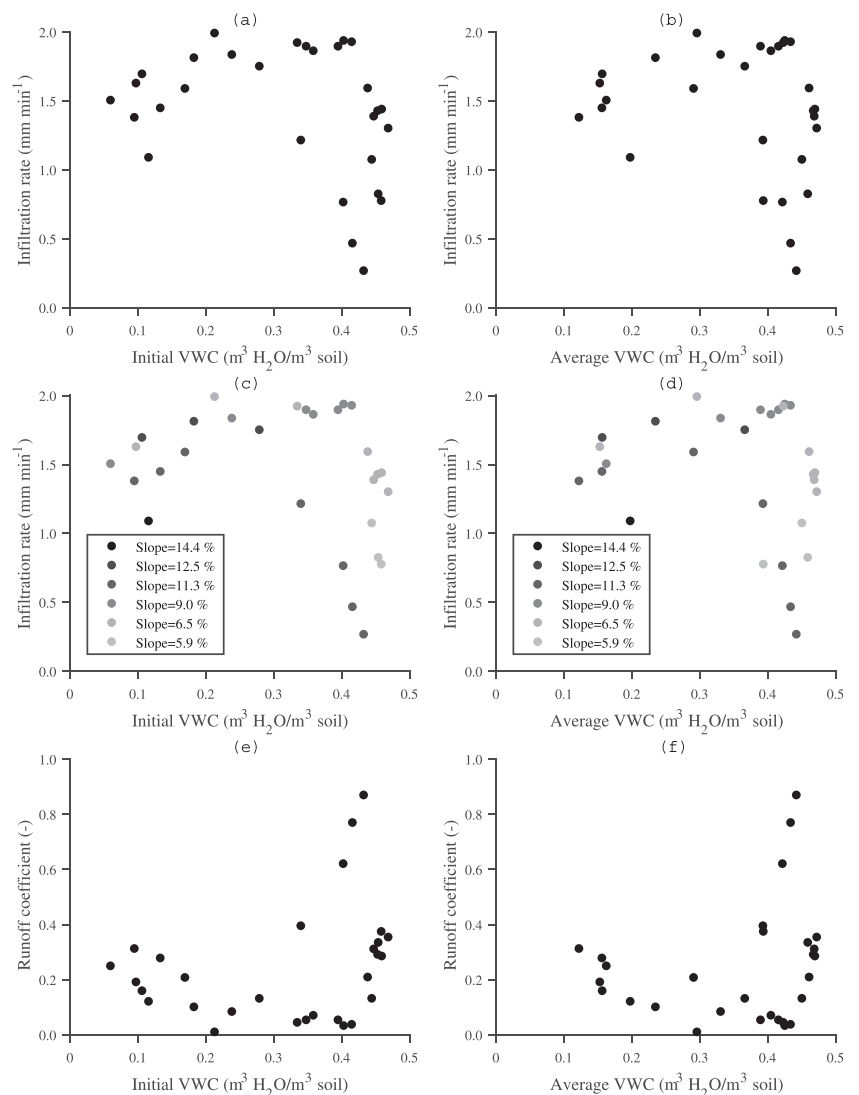 (a)
2.0
1.5
1.0
0.5
0.0
Infiltration rate (mm min⁻¹)
0 0.1 0.2 0.3 0.4 0.5
Initial VWC (m³ H₂O/m³ soil)
(b)
2.0
1.5
1.0
0.5
0.0
Infiltration rate (mm min⁻¹)
0 0.1 0.2 0.3 0.4 0.5
Average VWC (m³ H₂O/m³ soil)
(c)
2.0
1.5
1.0
0.5
0.0
Infiltration rate (mm min⁻¹)
Slope=14.4 %
Slope=12.5 %
Slope=11.3 %
Slope=9.0 %
Slope=6.5 %
Slope=5.9 %
0 0.1 0.2 0.3 0.4 0.5
Initial VWC (m³ H₂O/m³ soil)
(d)
2.0
1.5
1.0
0.5
0.0
Infiltration rate (mm min⁻¹)
Slope=14.4 %
Slope=12.5 %
Slope=11.3 %
Slope=9.0 %
Slope=6.5 %
Slope=5.9 %
0 0.1 0.2 0.3 0.4 0.5
Average VWC (m³ H₂O/m³ soil)
(e)
1.0
0.8
0.6
0.4
0.2
0.0
Runoff coefficient (-)
0 0.1 0.2 0.3 0.4 0.5
Initial VWC (m³ H₂O/m³ soil)
(f)
1.0
0.8
0.6
0.4
0.2
0.0
Runoff coefficient (-)
0 0.1 0.2 0.3 0.4 0.5
Average VWC (m³ H₂O/m³ soil)